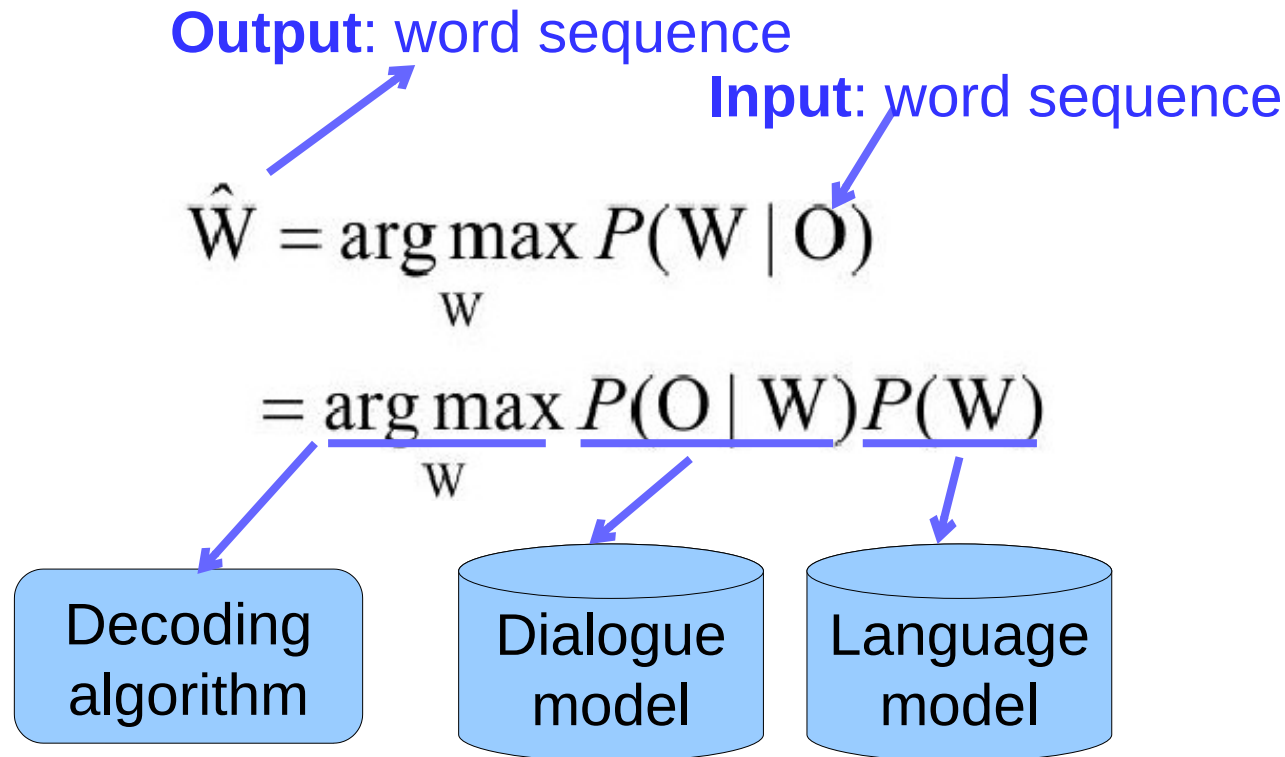 Output: word sequence
Input: word sequence
Ŵ = arg max P(W | O)
W
= arg max P(O | W)P(W)
W
Decoding
algorithm
Dialogue
model
Language
model